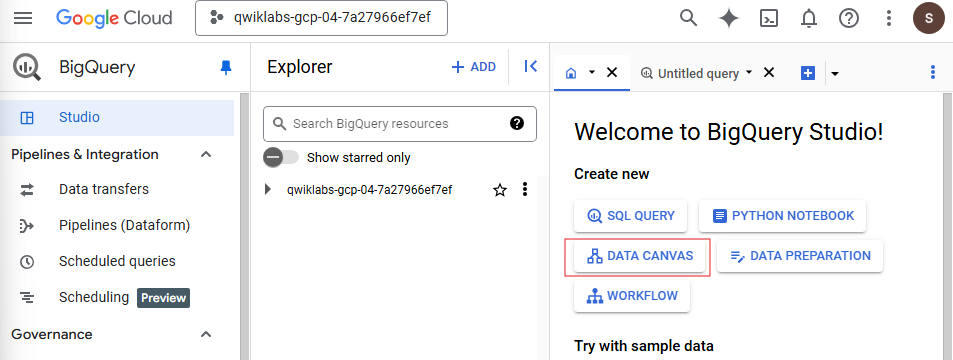 Google Cloud
qwiklabs-gcp-04-7a27966ef7ef
S
BigQuery
Studio
Pipelines & Integration
Data transfers
Pipelines (Dataform)
Scheduled queries
Scheduling Preview
Governance
Explorer
+ ADD
Search BigQuery resources
Show starred only
qwiklabs-gcp-04-7a27966ef7ef
Untitled query
Welcome to BigQuery Studio!
Create new
SQL QUERY
PYTHON NOTEBOOK
DATA CANVAS
DATA PREPARATION
WORKFLOW
Try with sample data